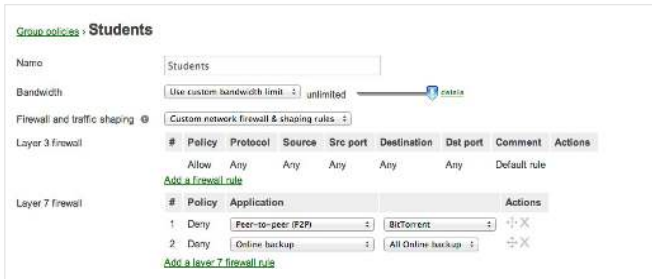 Group policies › Students
Name Students
Bandwidth Use custom bandwidth limit unlimited details
Firewall and traffic shaping Custom network firewall & shaping rules
Layer 3 firewall # Policy Protocol Source Src port Destination Dst port Comment Actions
Allow Any Any Any Any Any Default rule
Add a firewall rule
Layer 7 firewall # Policy Application Actions
1 Deny Peer-to-peer (P2P) BitTorrent X
2 Deny Online backup All Online backup X
Add a layer 7 firewall rule